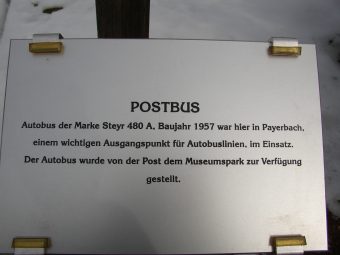 POSTBUS
Autobus der Marke Steyr 480 A, Baujahr 1957 war hier in Payerbach,
einem wichtigen Ausgangspunkt für Autobuslinien, im Einsatz.
Der Autobus wurde von der Post dem Museumspark zur Verfügung
gestellt.